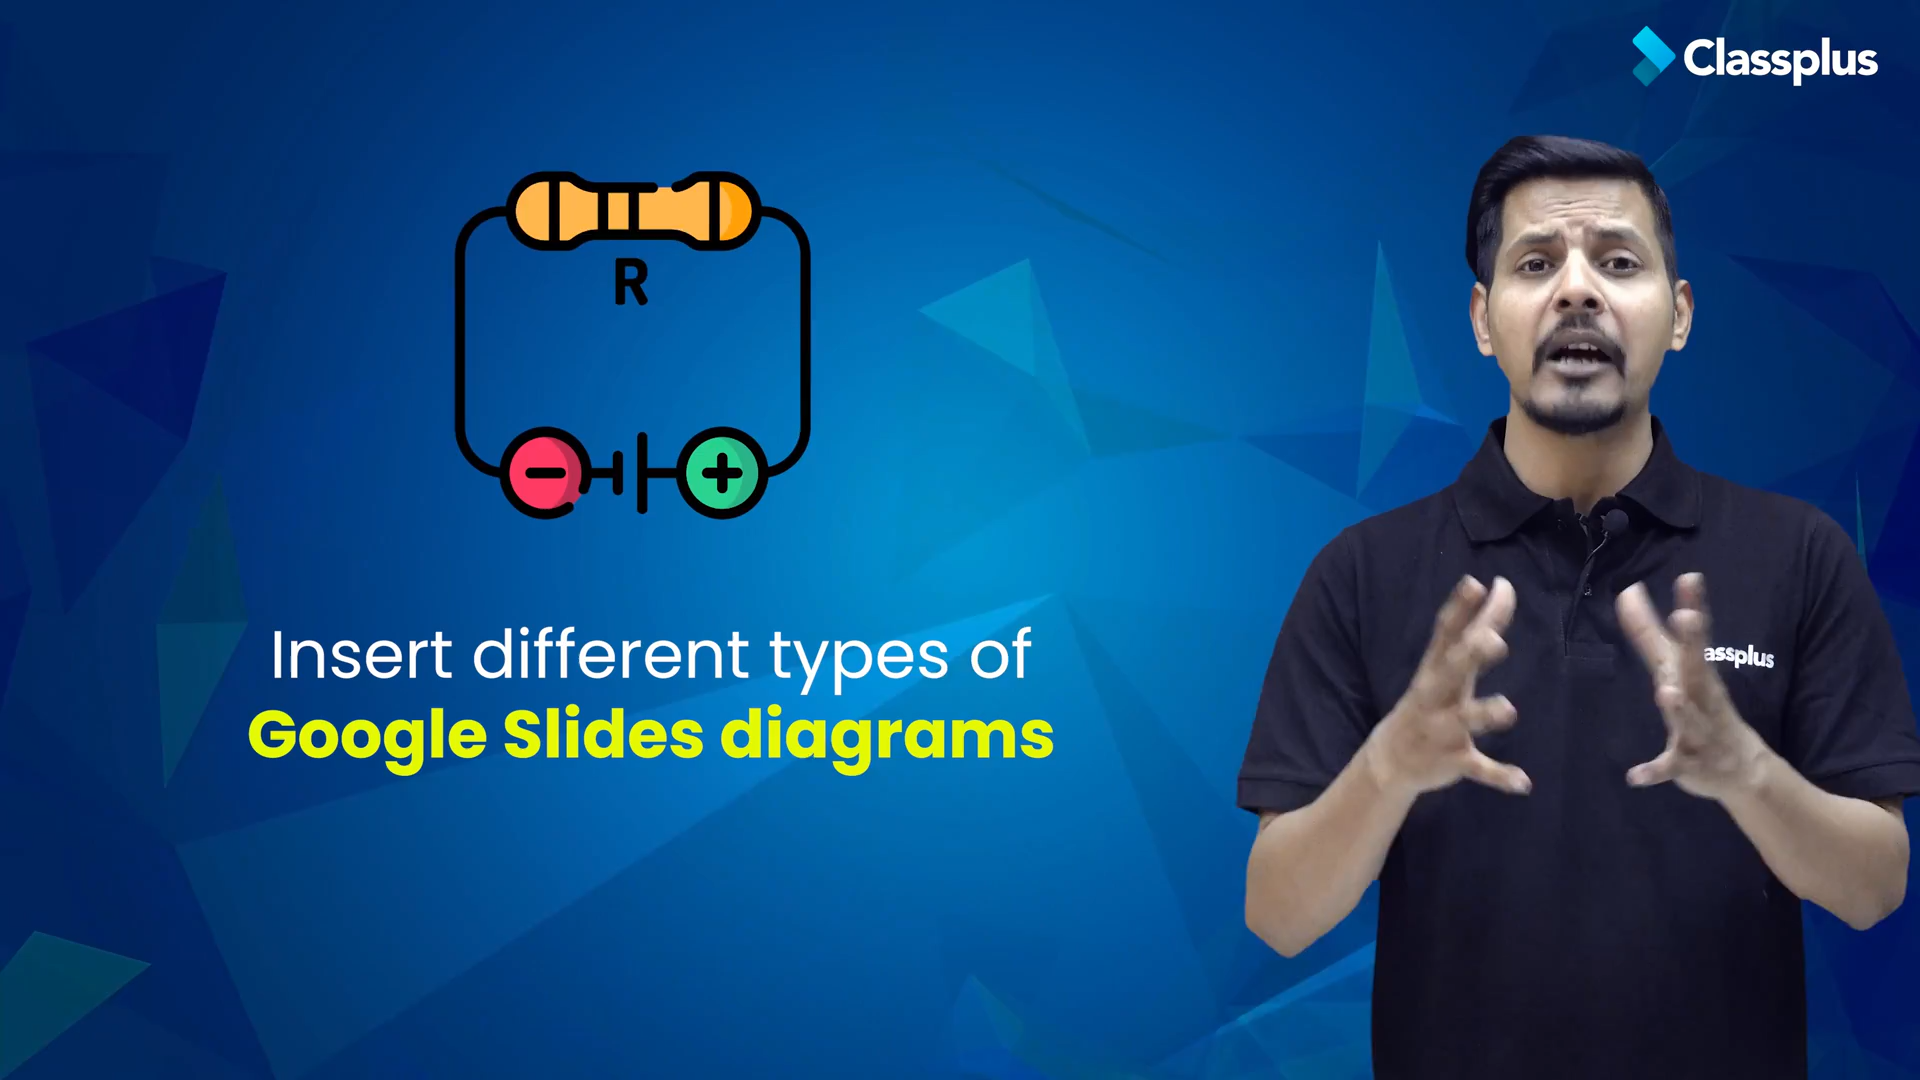 Classplus
R
Insert different types of
Google Slides diagrams
assplus